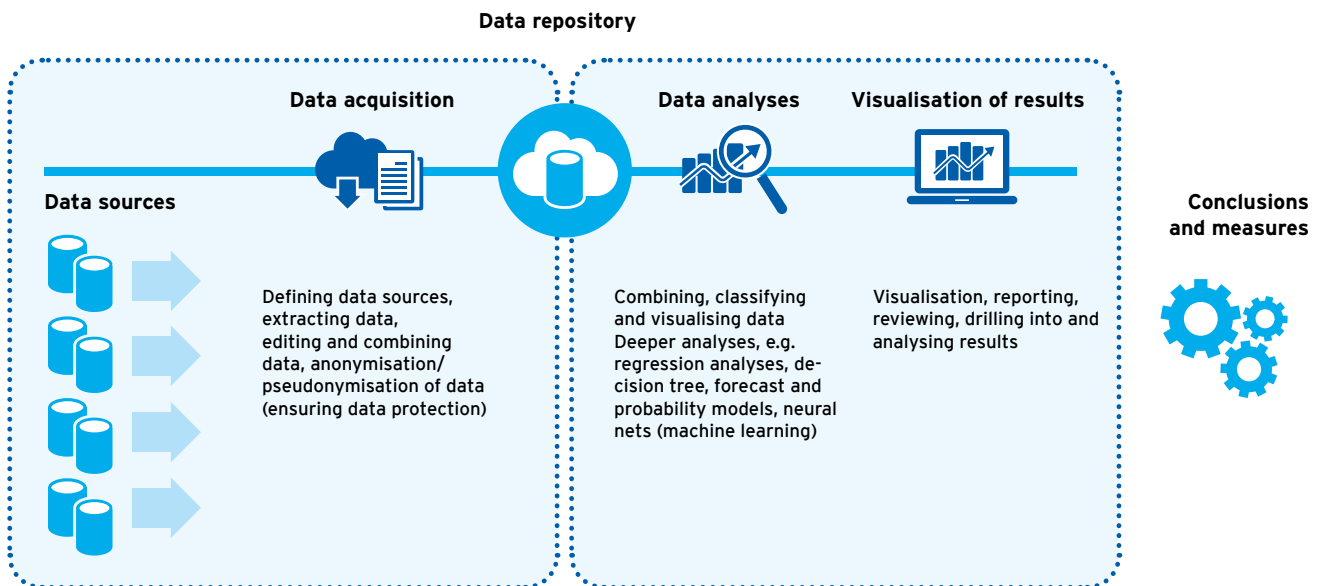 Data repository
Data acquisition
Data sources
Defining data sources,
extracting data,
editing and combining
data, anonymisation/
pseudonymisation of data
(ensuring data protection)
Data analyses
Combining, classifying
and visualising data
Deeper analyses, e.g.
regression analyses, de-
cision tree, forecast and
probability models, neural
nets (machine learning)
Visualisation of results
Visualisation, reporting,
reviewing, drilling into and
analysing results
Conclusions
and measures